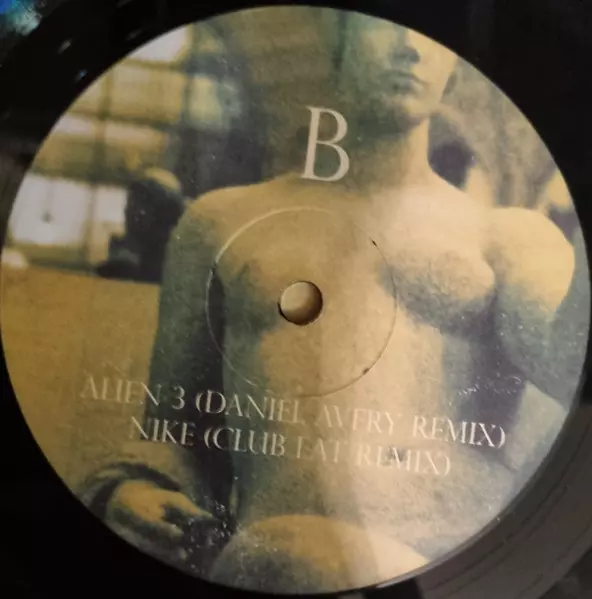 B
ALIEN 3 (DANIEL AVERY REMIX)
NIKE (CLUB EAT REMIX)